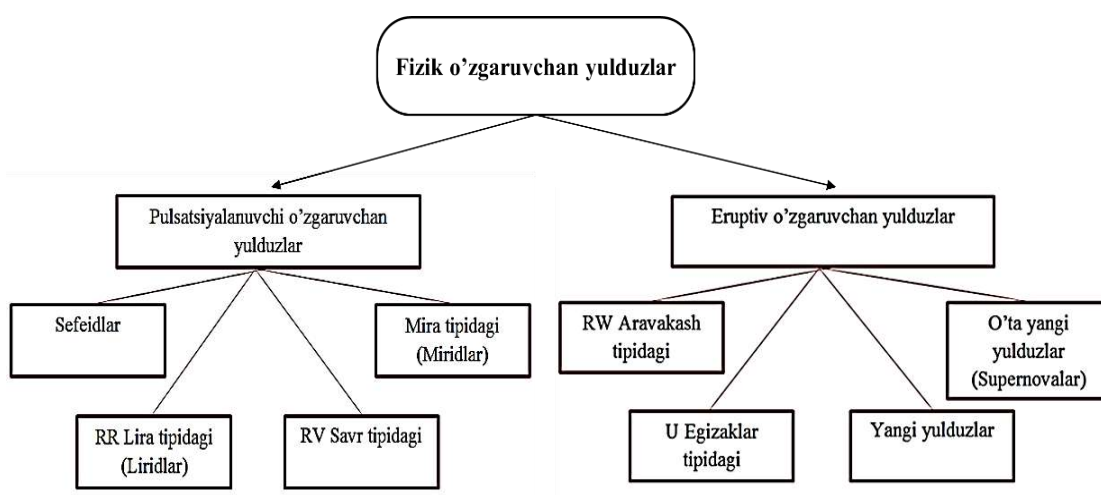 Fizik o’zgaruvchan yulduzlar
Pulsatsiyalanuvchi o’zgaruvchan
yulduzlar
Eruptiv o’zgaruvchan yulduzlar
Sefeidlar
Mira tipidagi
(Miridlar)
RR Lira tipidagi
(Liridlar)
RV Savr tipidagi
RW Aravakash
tipidagi
O’ta yangi
yulduzlar
(Supernovalar)
U Egizaklar
tipidagi
Yangi yulduzlar